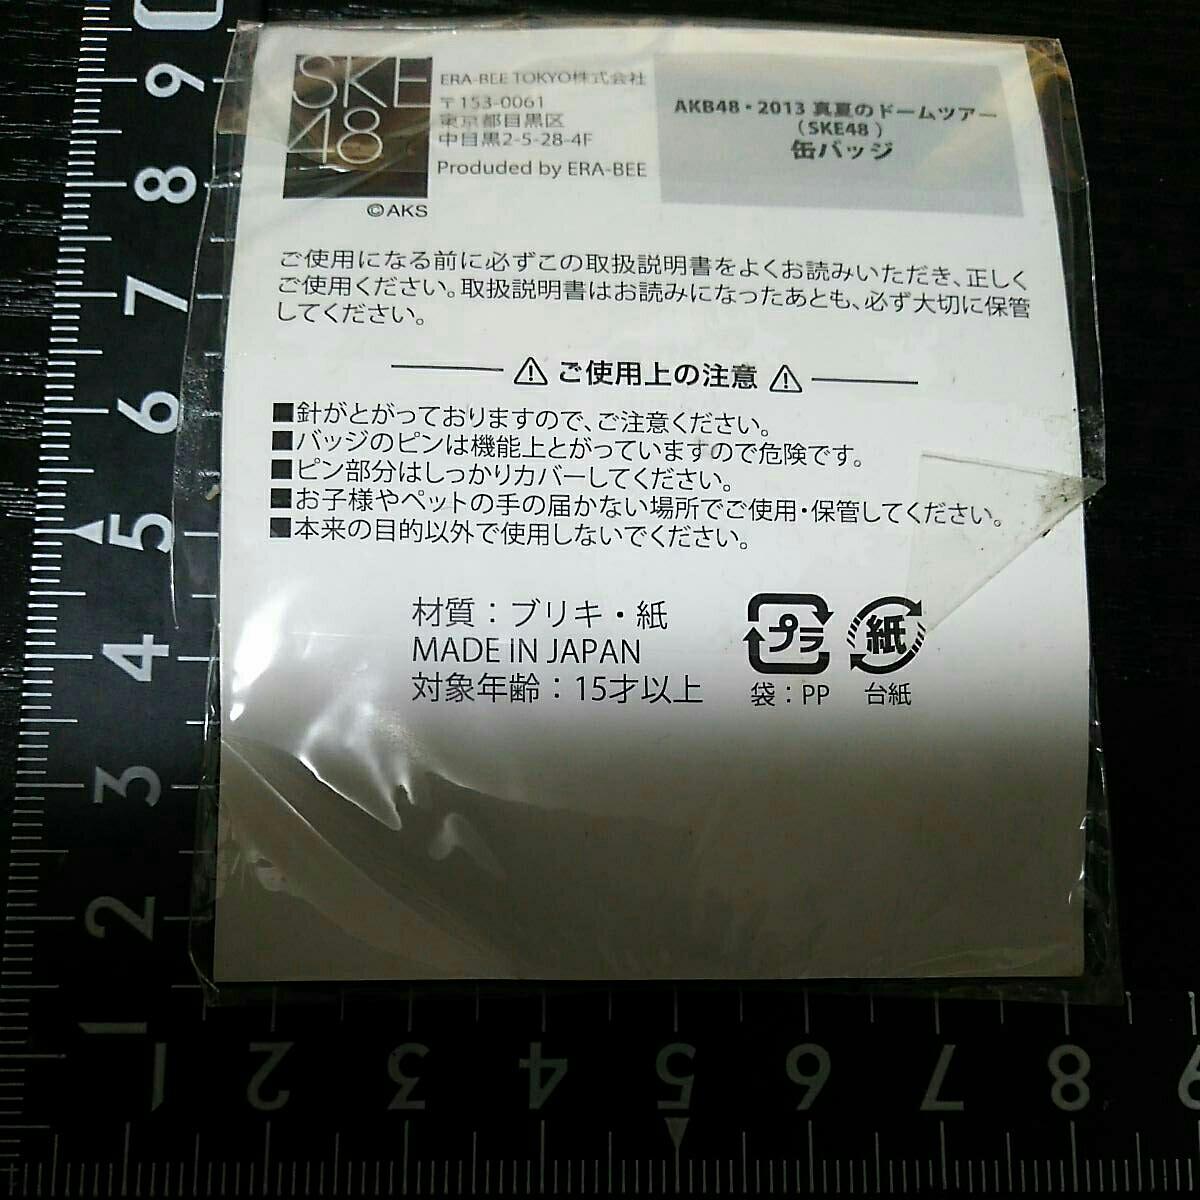 SKE
48
©AKS
ERA-BEE TOKYO株式会社
〒153-0061
東京都目黒区
中目黒2-5-28-4F
Produded by ERA-BEE
AKB48・2013 真夏のドームツアー
(SKE48)
缶バッジ
ご使用になる前に必ずこの取扱説明書をよくお読みいただき、正しく
ご使用ください。取扱説明書はお読みになったあとも、必ず大切に保管
してください。
⚠ ご使用上の注意 ⚠
■針がとがっておりますので、ご注意ください。
■バッジのピンは機能上とがっていますので危険です。
■ピン部分はしっかりカバーしてください。
■お子様やペットの手の届かない場所でご使用・保管してください。
■本来の目的以外で使用しないでください。
材質：ブリキ・紙
MADE IN JAPAN
対象年齢：15才以上
プラ
袋：PP
紙
台紙
10
9
8
7
6
5
4
3
2
1
1 2 3 4 5 6 7 8 9